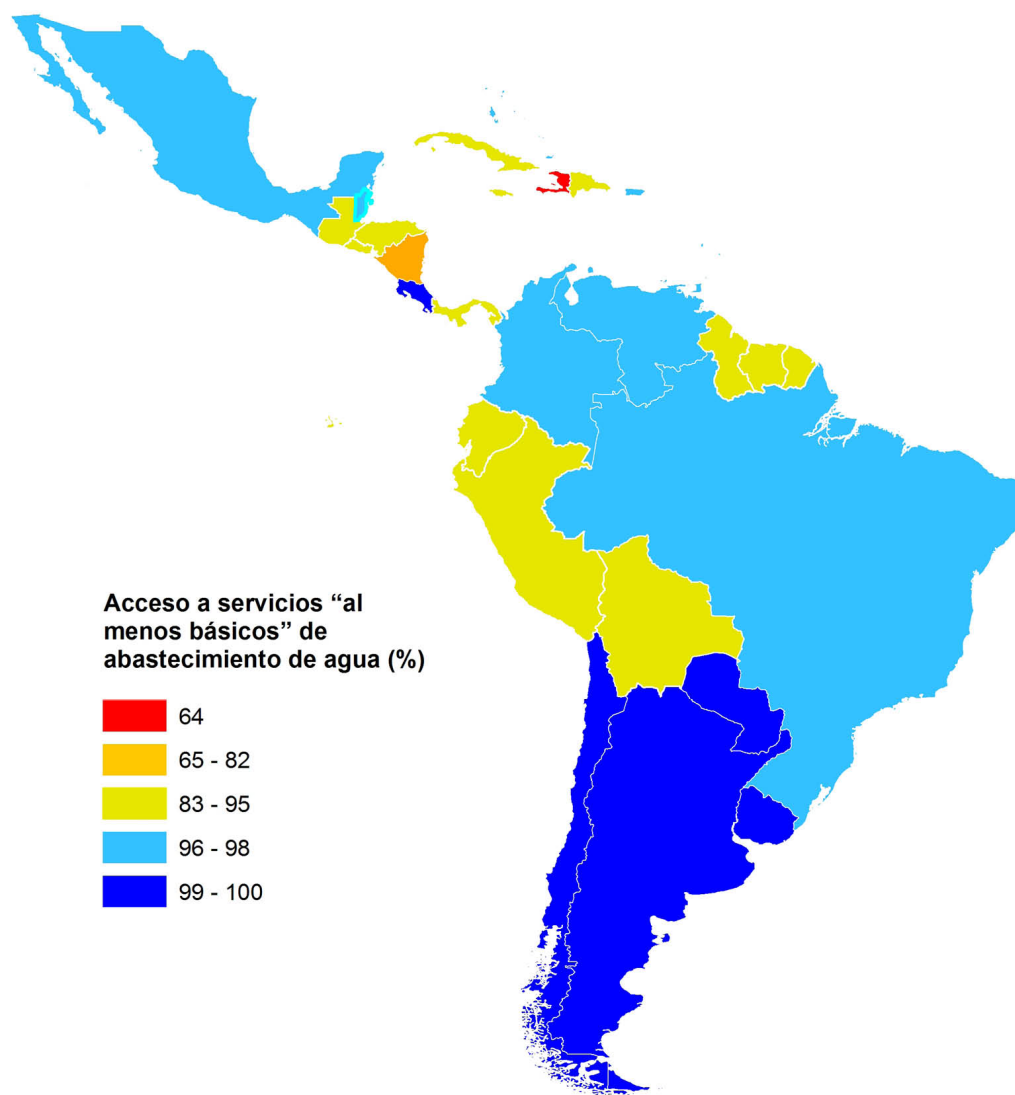 Acceso a servicios “al
menos básicos” de
abastecimiento de agua (%)
64
65 - 82
83 - 95
96 - 98
99 - 100